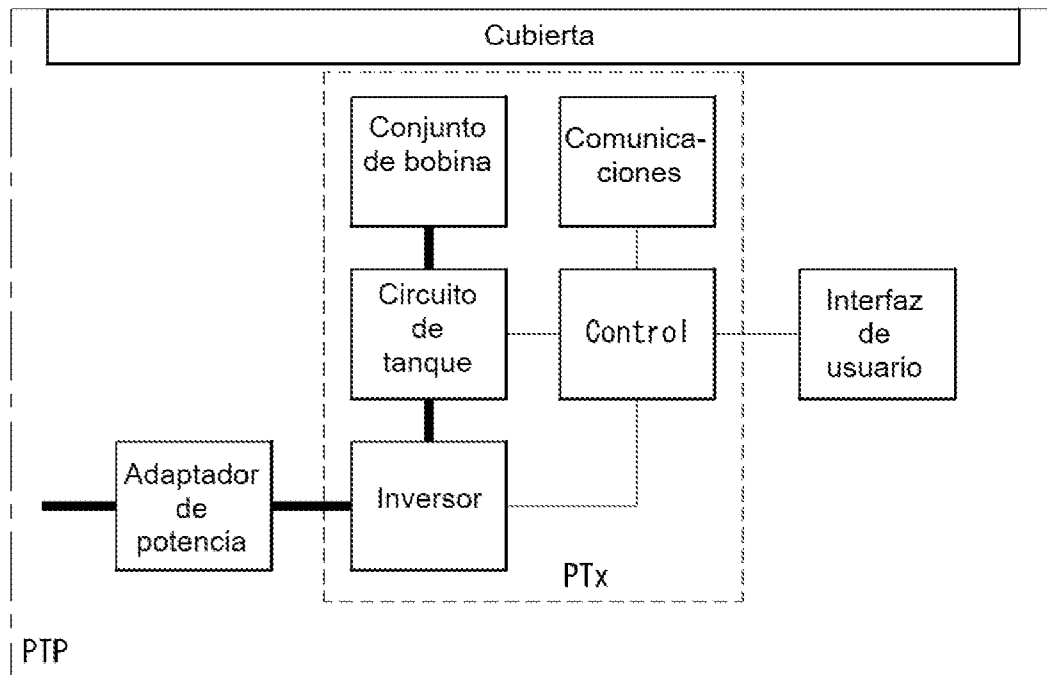 Cubierta
Conjunto
de bobina
Comunica-
ciones
Circuito
de
tanque
Control
Interfaz
de
usuario
Adaptador
de
potencia
Inversor
PTx
PTP